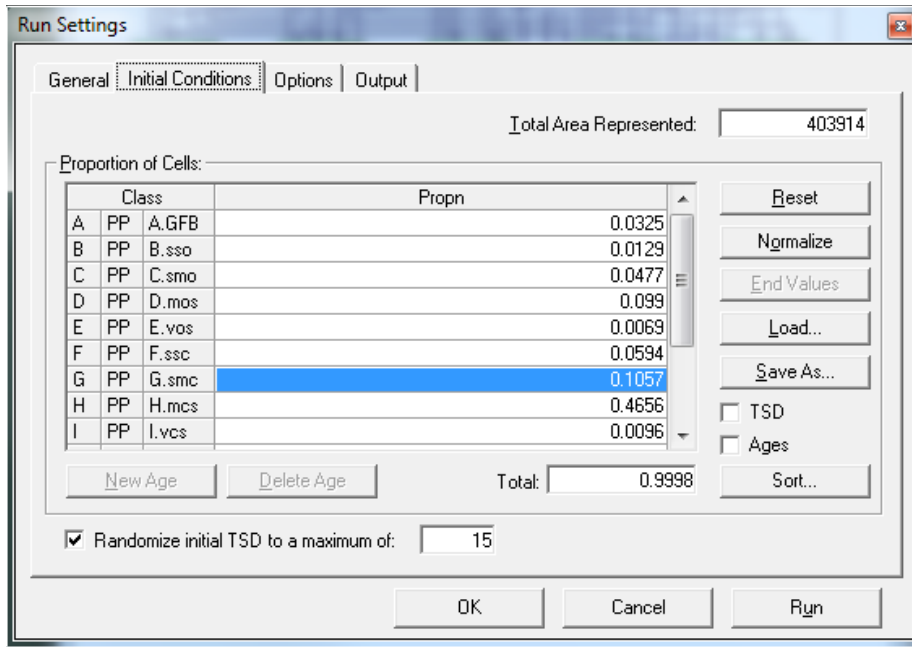 Run Settings
General Initial Conditions Options Output
Total Area Represented: 403914
Proportion of Cells:
Class Propn
A PP A.GFB 0.0325
B PP B.sso 0.0129
C PP C.smo 0.0477
D PP D.mos 0.099
E PP E.vos 0.0069
F PP F.ssc 0.0594
G PP G.smc 0.1057
H PP H.mcs 0.4656
I PP I.vcs 0.0096
Reset
Normalize
End Values
Load...
Save As...
TSD
Ages
Sort...
New Age Delete Age Total: 0.9998
Randomize initial TSD to a maximum of: 15
OK Cancel Run